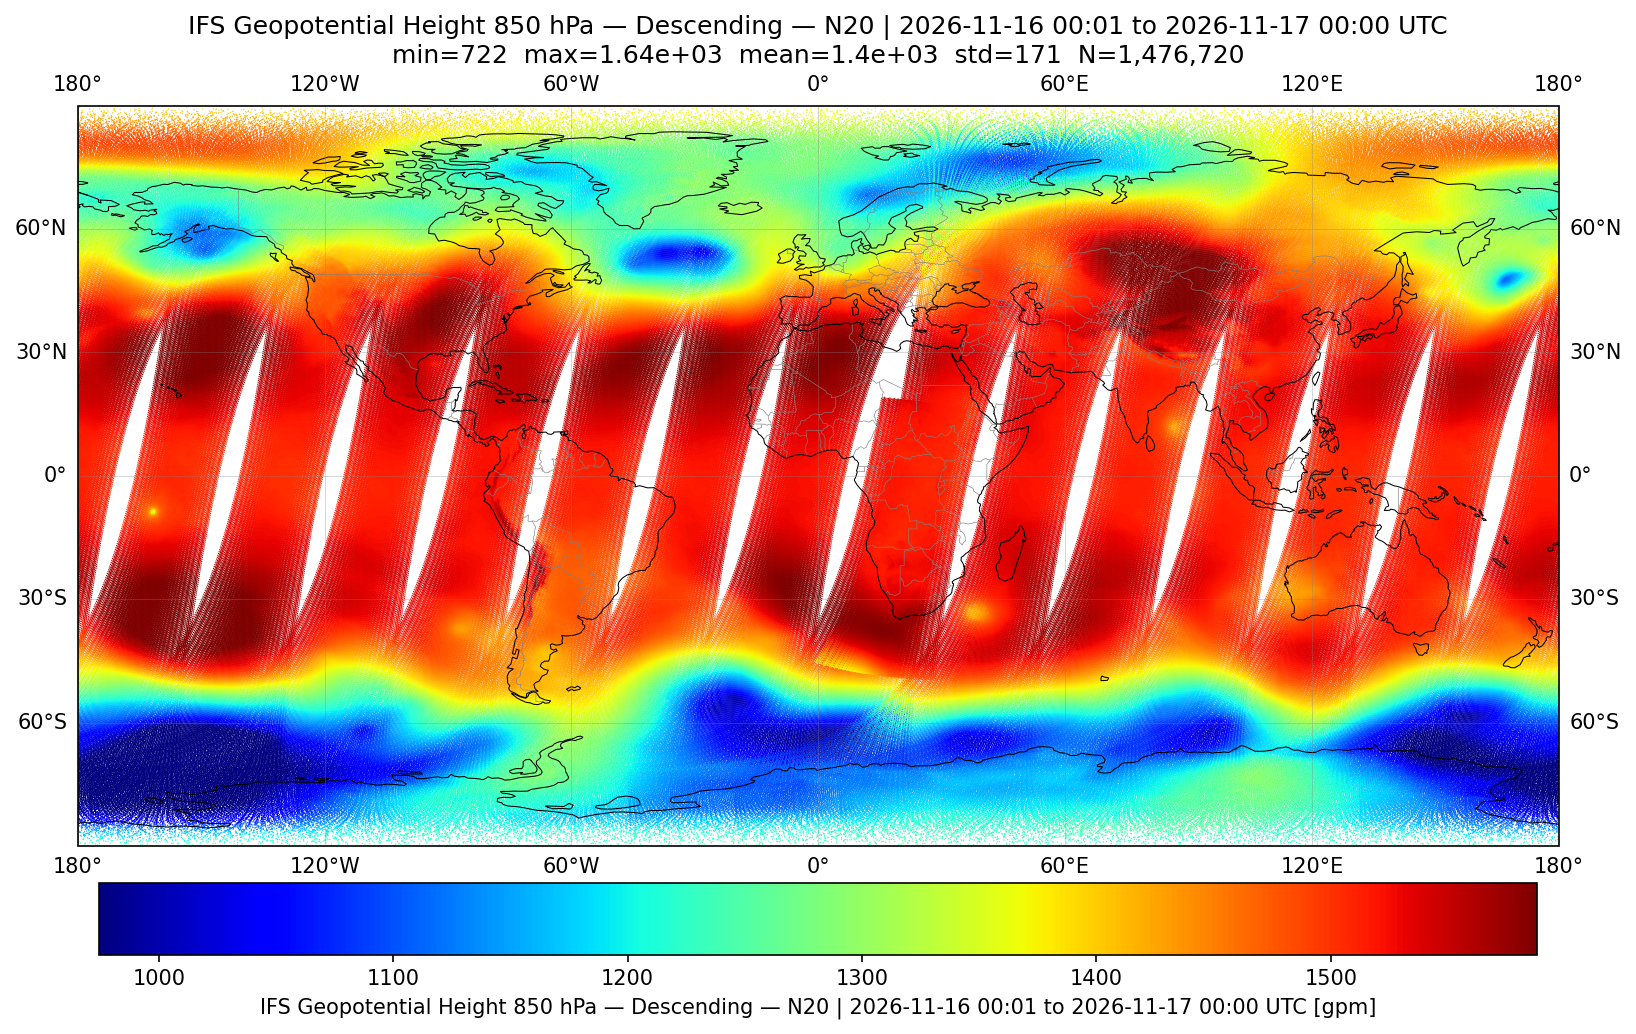 IFS Geopotential Height 850 hPa — Descending — N20 | 2026-11-16 00:01 to 2026-11-17 00:00 UTC
min=722 max=1.64e+03 mean=1.4e+03 std=171 N=1,476,720
180° 120°W 60°W 0° 60°E 120°E 180°
60°N 60°N
30°N 30°N
0° 0°
30°S 30°S
60°S 60°S
180° 120°W 60°W 0° 60°E 120°E 180°
1000 1100 1200 1300 1400 1500
IFS Geopotential Height 850 hPa — Descending — N20 | 2026-11-16 00:01 to 2026-11-17 00:00 UTC [gpm]